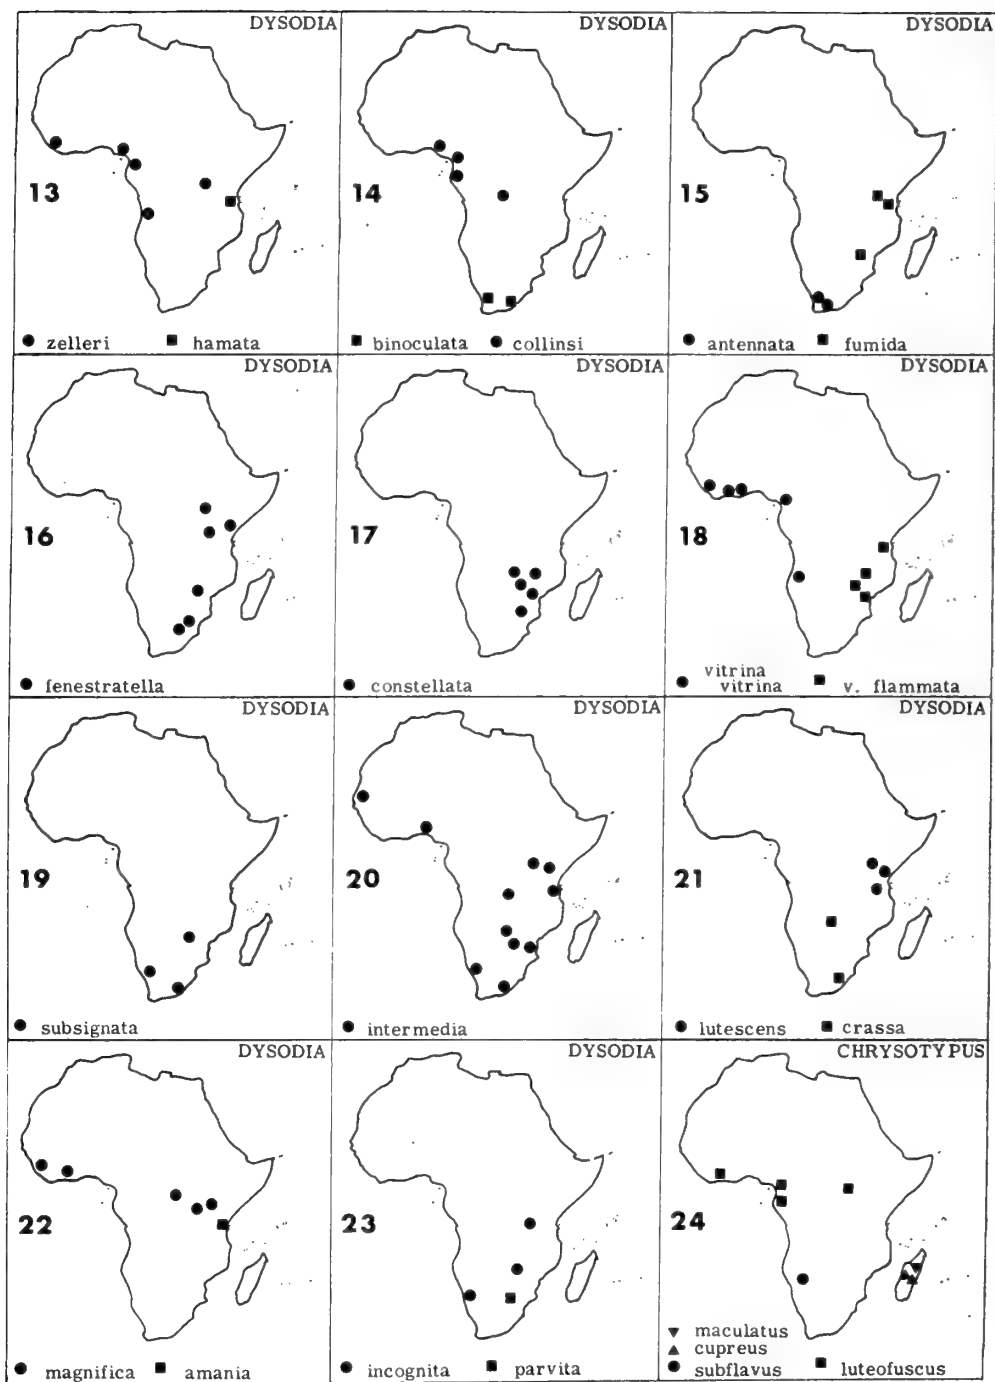 DYSODIA
13
zelleri hamata
DYSODIA
14
binoculata collinsi
DYSODIA
15
antennata fumida
DYSODIA
16
fenestratella
DYSODIA
17
constellata
DYSODIA
18
vitrina
vitrina v. flammata
DYSODIA
19
subsignata
DYSODIA
20
intermedia
DYSODIA
21
lutescens crassa
DYSODIA
22
magnifica amania
DYSODIA
23
incognita parvita
CHRYSOTYPUS
24
maculatus
cupreus
subflavus luteofuscus